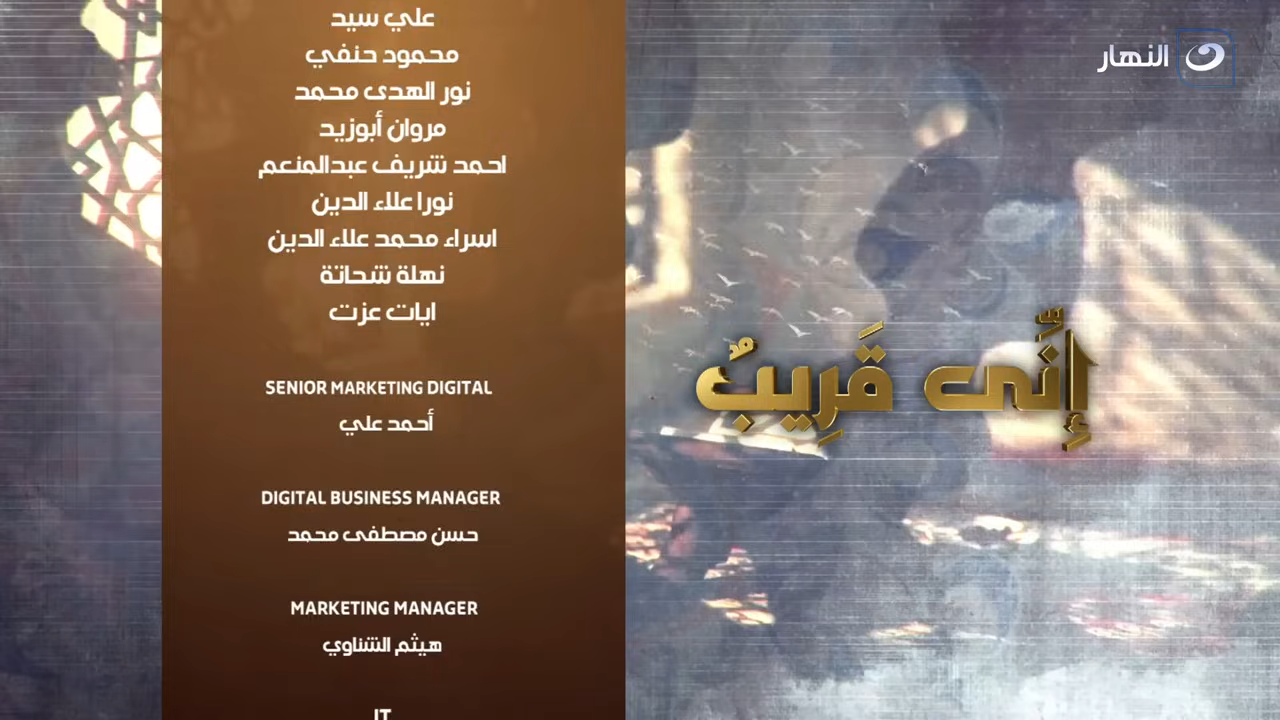 علي سيد
محمود حنفي
نور الهدى محمد
مروان أبوزيد
احمد شريف عبدالمنعم
نورا علاء الدين
اسراء محمد علاء الدين
نهلة شحاتة
ايات عزت
SENIOR MARKETING DIGITAL
أحمد علي
DIGITAL BUSINESS MANAGER
حسن مصطفى محمد
MARKETING MANAGER
هيثم الشناوي
IT
النهار
إِنِّى قَرِيبٌ